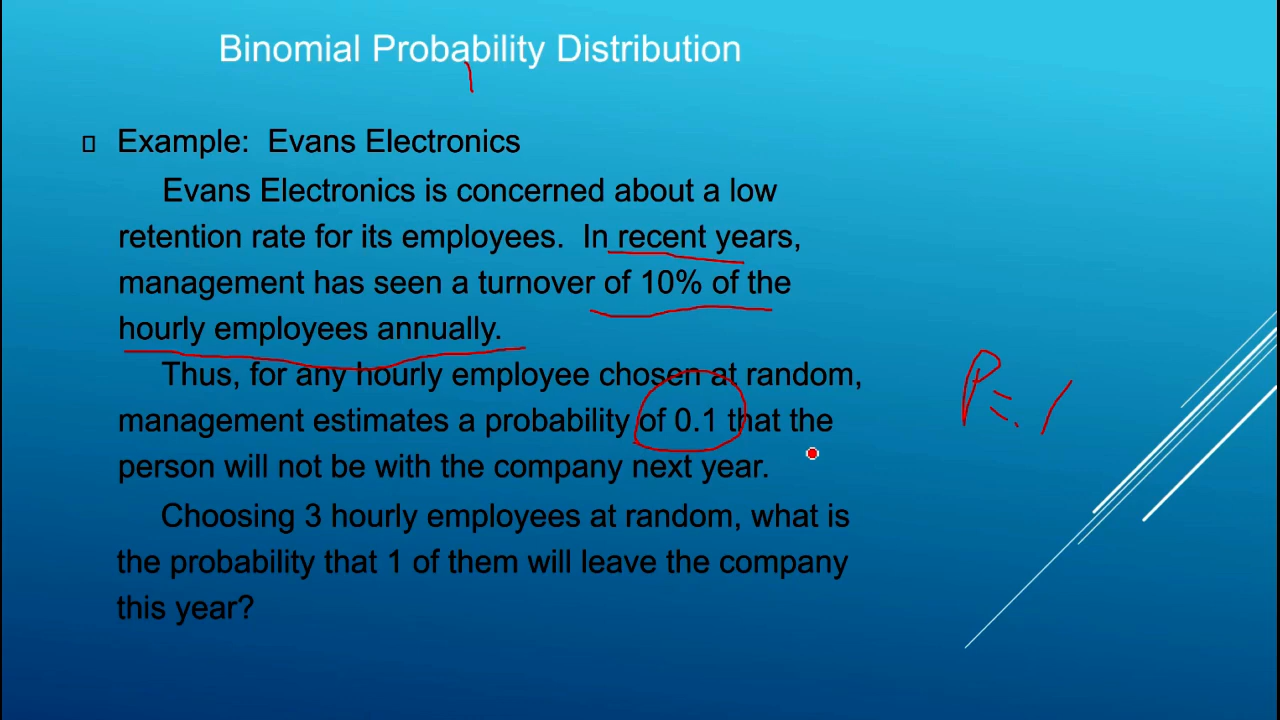 Binomial Probability Distribution
Example: Evans Electronics
Evans Electronics is concerned about a low
retention rate for its employees. In recent years,
management has seen a turnover of 10% of the
hourly employees annually.
Thus, for any hourly employee chosen at random,
management estimates a probability of 0.1 that the
P=.1
person will not be with the company next year.
Choosing 3 hourly employees at random, what is
the probability that 1 of them will leave the company
this year?